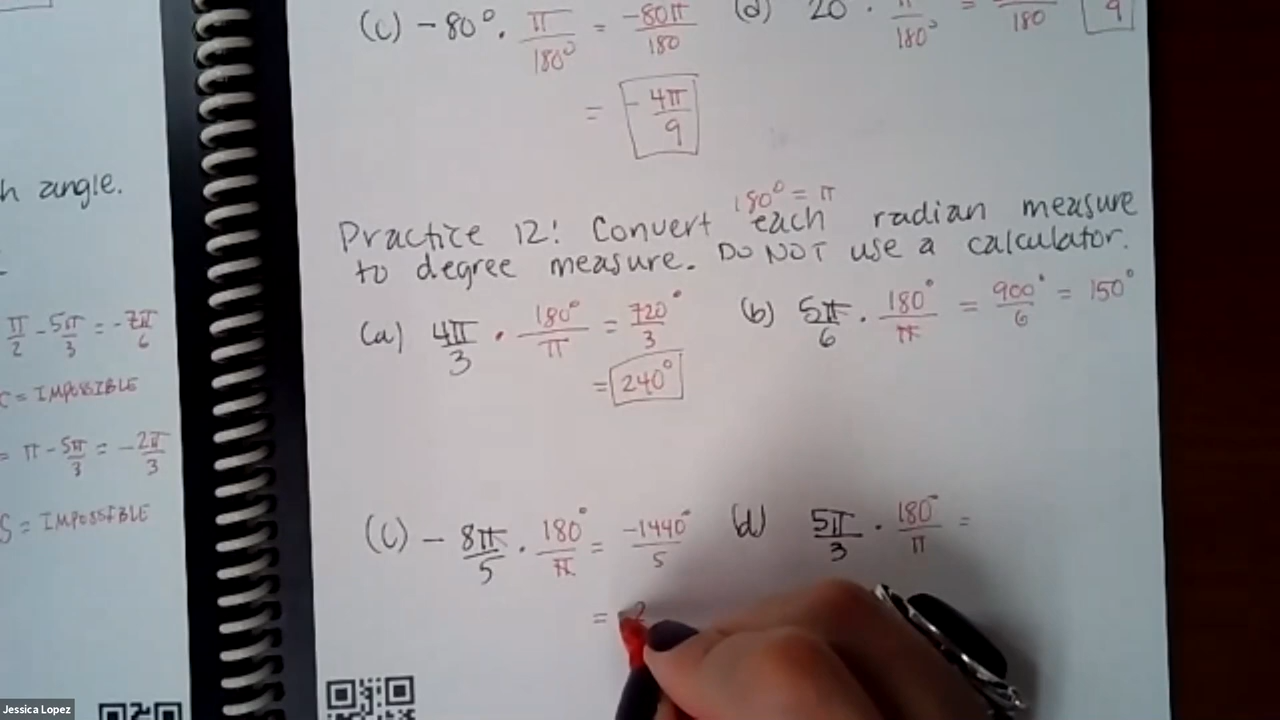 h angle.
π/2 - 5π/3 = -7π/6
C = IMPOSSIBLE
= π - 5π/3 = -2π/3
S = IMPOSSIBLE
(c) -80° · π/180° = -80π/180
= -4π/9
(d) 20 · π/180° = /180 9
180° = π
Practice 12: Convert each radian measure
to degree measure. DO NOT use a calculator.
(a) 4π/3 · 180°/π = 720°/3
= 240°
(b) 5π/6 · 180°/π = 900°/6 = 150°
(c) - 8π/5 · 180°/π = -1440°/5
= -2
(d) 5π/3 · 180°/π =
Jessica Lopez